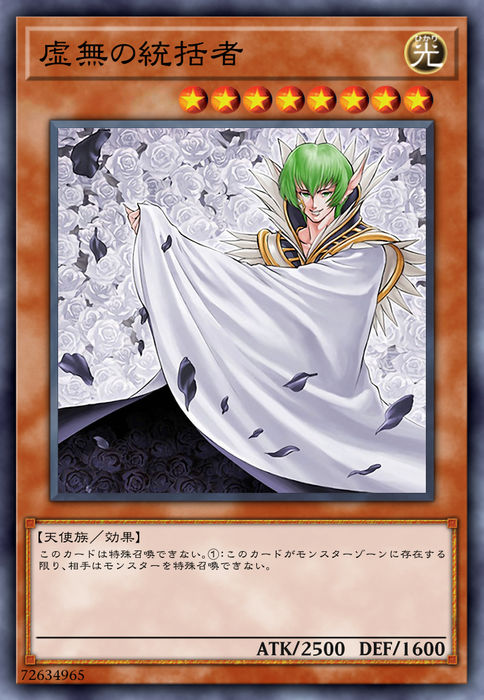 虚無の統括者
ひかり
光
【天使族／効果】
このカードは特殊召喚できない。①：このカードがモンスターゾーンに存在する
限り、相手はモンスターを特殊召喚できない。
ATK/2500 DEF/1600
72634965